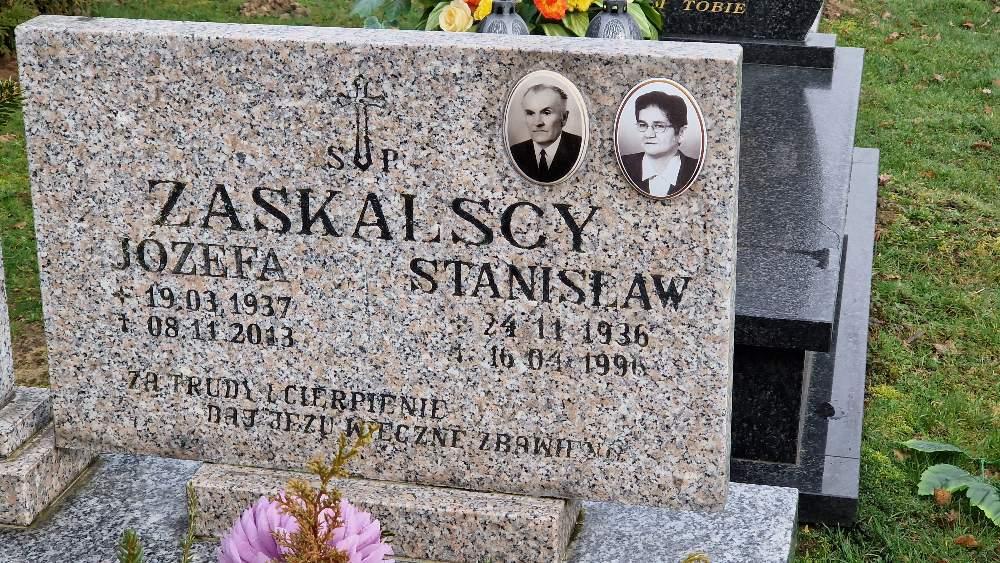 M TOBIE
Ś P
ZASKALSCY
JÓZEFA
19.03.1937
08.11.2013
STANISŁAW
24 11 1936
16 04 1996
ZA TRUDY I CIERPIENIE
DAJ JEZU WIECZNE ZBAWIENIE